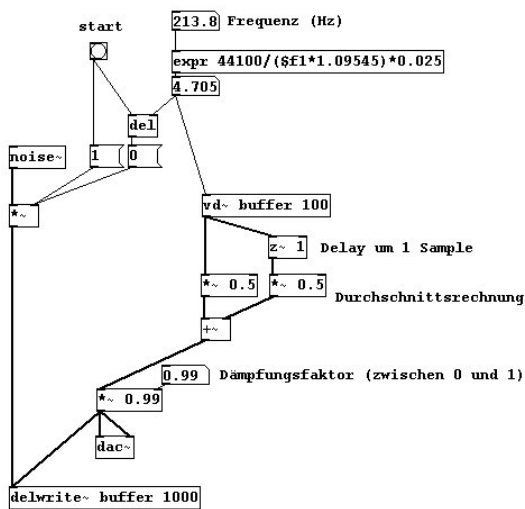 213.8 Frequenz (Hz)
start
expr 44100/($f1*1.09545)*0.025
4.705
del
noise~
1
0
*~
vd~ buffer 100
z~ 1
Delay um 1 Sample
*~ 0.5
*~ 0.5
Durchschnittsrechnung
+~
0.99
Dämpfungsfaktor (zwischen 0 und 1)
*~ 0.99
dac~
delwrite~ buffer 1000